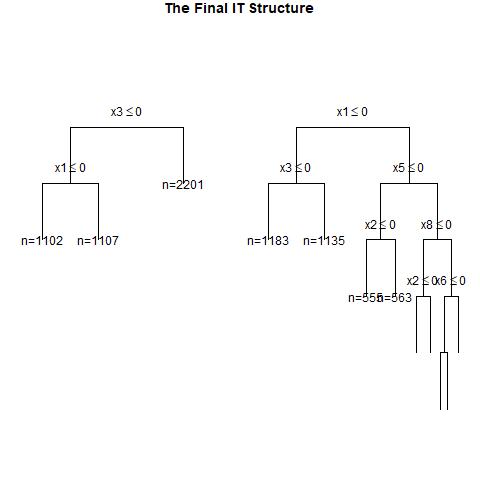 The Final IT Structure
x3 ≤ 0 x1 ≤ 0
x1 ≤ 0 x3 ≤ 0 x5 ≤ 0
n=2201
x2 ≤ 0 x8 ≤ 0
n=1102 n=1107 n=1183 n=1135
x2 ≤ 0 x6 ≤ 0
n=555 n=563